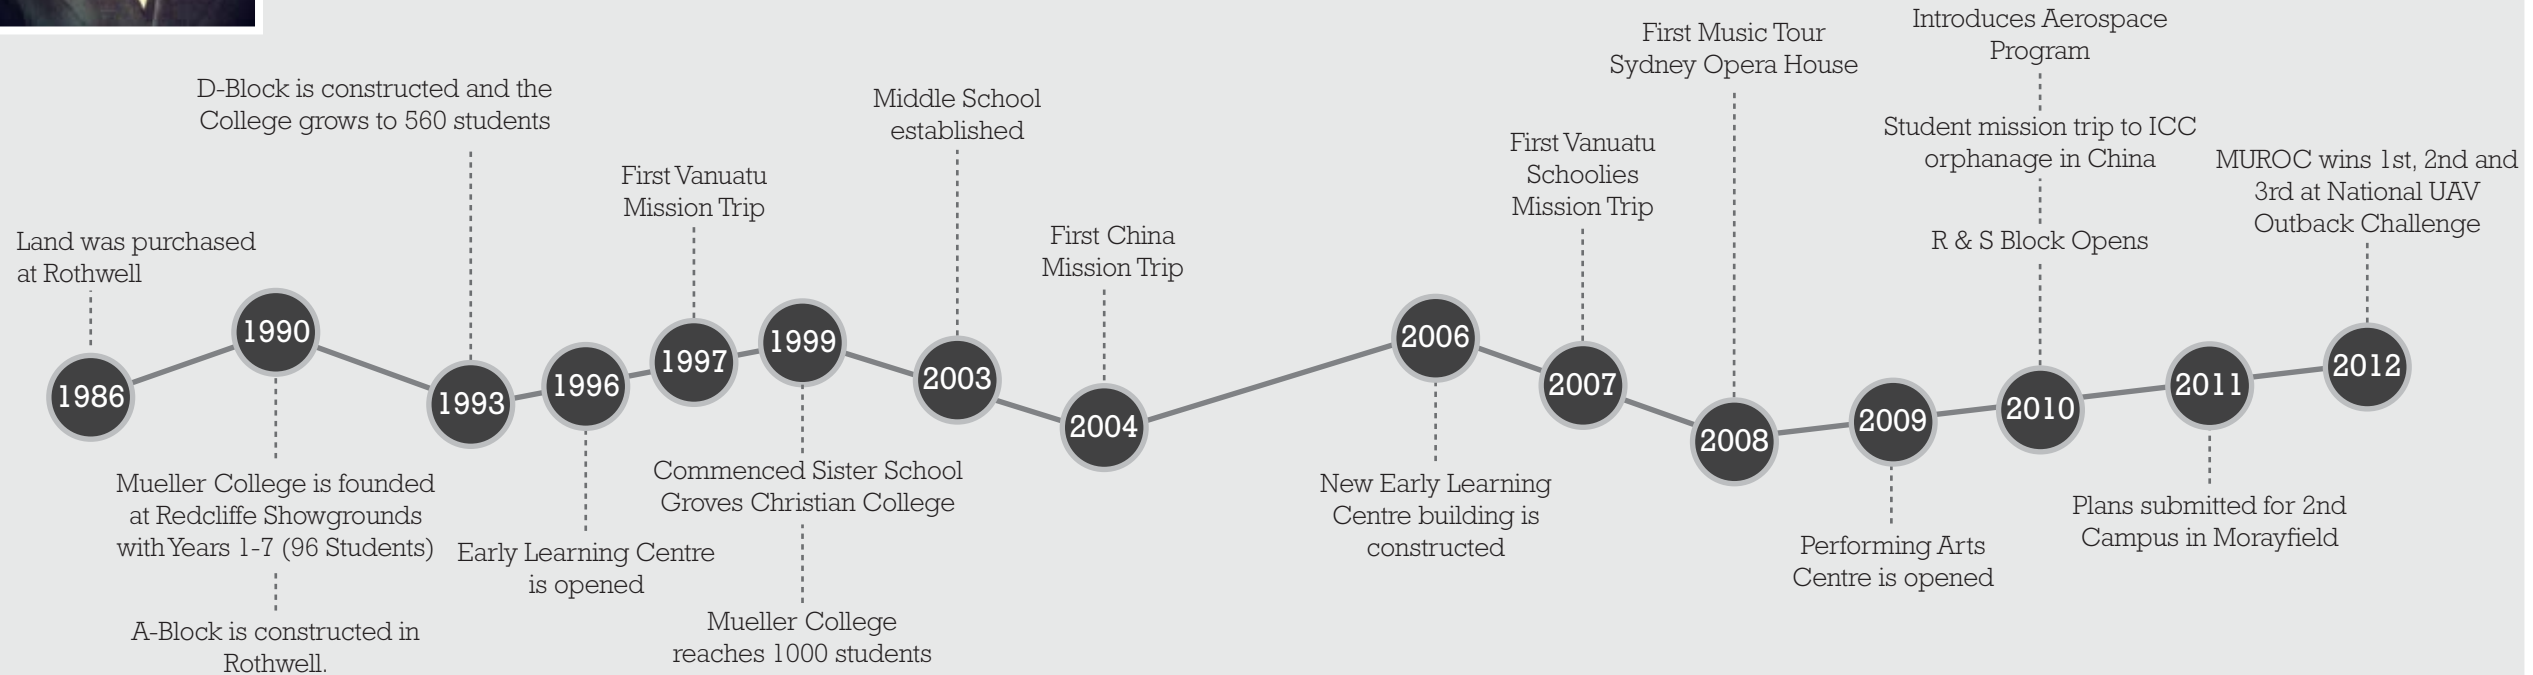 Land was purchased
at Rothwell
1986
1990
Mueller College is founded
at Redcliffe Showgrounds
with Years 1-7 (96 Students)
A-Block is constructed in
Rothwell.
D-Block is constructed and the
College grows to 560 students
1993
1996
Early Learning Centre
is opened
First Vanuatu
Mission Trip
1997
1999
Commenced Sister School
Groves Christian College
Mueller College
reaches 1000 students
Middle School
established
2003
First China
Mission Trip
2004
2006
New Early Learning
Centre building is
constructed
First Vanuatu
Schoolies
Mission Trip
2007
First Music Tour
Sydney Opera House
2008
2009
Performing Arts
Centre is opened
Introduces Aerospace
Program
Student mission trip to ICC
orphanage in China
R & S Block Opens
2010
2011
Plans submitted for 2nd
Campus in Morayfield
MUROC wins 1st, 2nd and
3rd at National UAV
Outback Challenge
2012